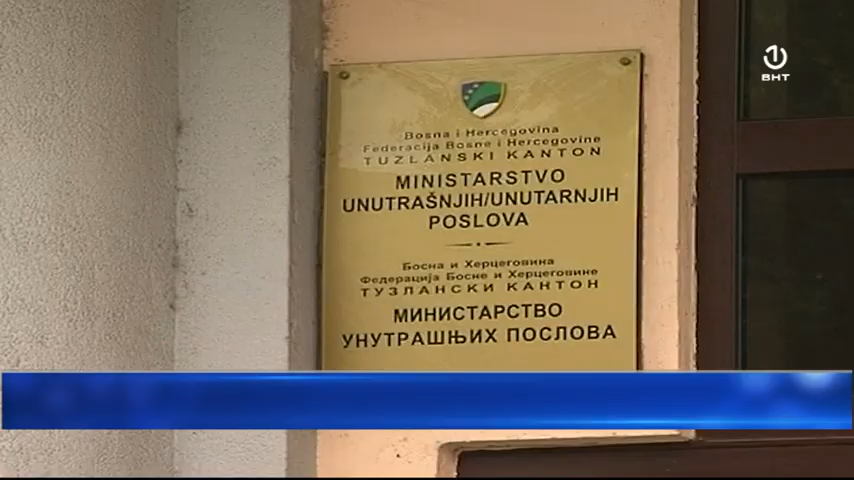 1
BHT
Bosna i Hercegovina
Federacija Bosne i Hercegovine
TUZLANSKI KANTON
MINISTARSTVO
UNUTRAŠNJIH/UNUTARNJIH
POSLOVA
Босна и Херцеговина
Федерација Босне и Херцеговине
ТУЗЛАНСКИ КАНТОН
МИНИСТАРСТВО
УНУТРАШЊИХ ПОСЛОВА